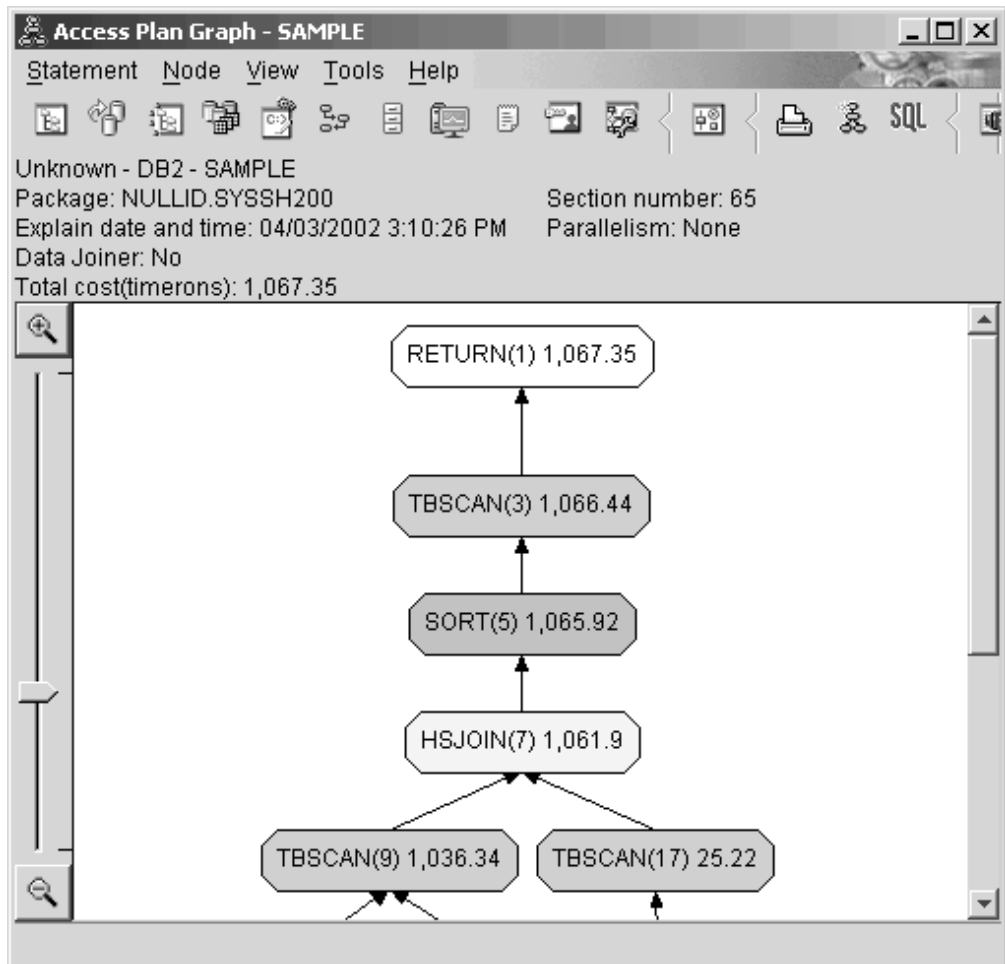 Access Plan Graph - SAMPLE
Statement Node View Tools Help
SQL
Unknown - DB2 - SAMPLE
Package: NULLID.SYSSH200 Section number: 65
Explain date and time: 04/03/2002 3:10:26 PM Parallelism: None
Data Joiner: No
Total cost(timerons): 1,067.35
RETURN(1) 1,067.35
TBSCAN(3) 1,066.44
SORT(5) 1,065.92
HSJOIN(7) 1,061.9
TBSCAN(9) 1,036.34 TBSCAN(17) 25.22